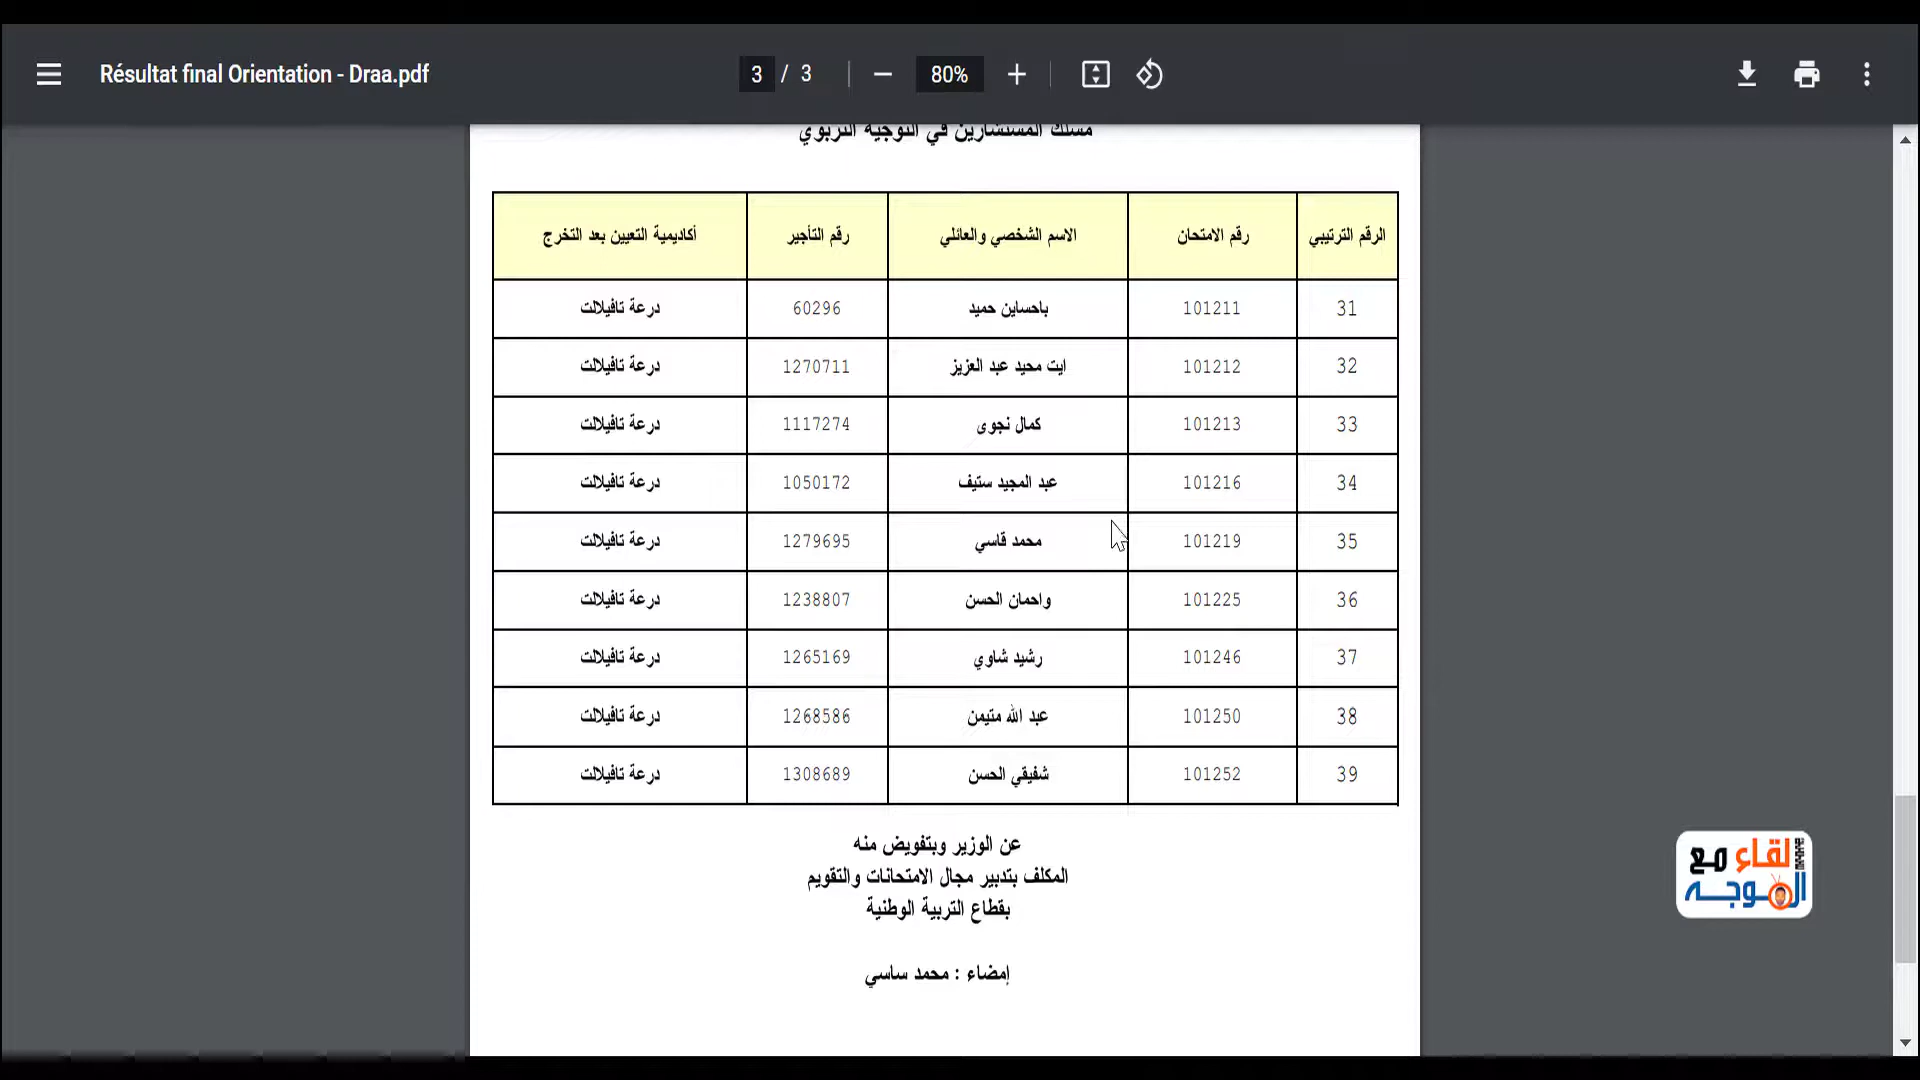 Résultat final Orientation - Draa.pdf
3 / 3
80%
مسلك المستشارين في التوجيه التربوي
الرقم الترتيبي رقم الامتحان الاسم الشخصي والعائلي رقم التأجير أكاديمية التعيين بعد التخرج
31 101211 باحساين حميد 60296 درعة تافيلالت
32 101212 ايت محيد عبد العزيز 1270711 درعة تافيلالت
33 101213 كمال نجوى 1117274 درعة تافيلالت
34 101216 عبد المجيد ستيف 1050172 درعة تافيلالت
35 101219 محمد قاسي 1279695 درعة تافيلالت
36 101225 واحمان الحسن 1238807 درعة تافيلالت
37 101246 رشيد شاوي 1265169 درعة تافيلالت
38 101250 عبد الله متيمن 1268586 درعة تافيلالت
39 101252 شفيقي الحسن 1308689 درعة تافيلالت
عن الوزير وبتفويض منه
المكلف بتدبير مجال الامتحانات والتقويم
بقطاع التربية الوطنية
إمضاء : محمد ساسي
لقاء مع
الموجه